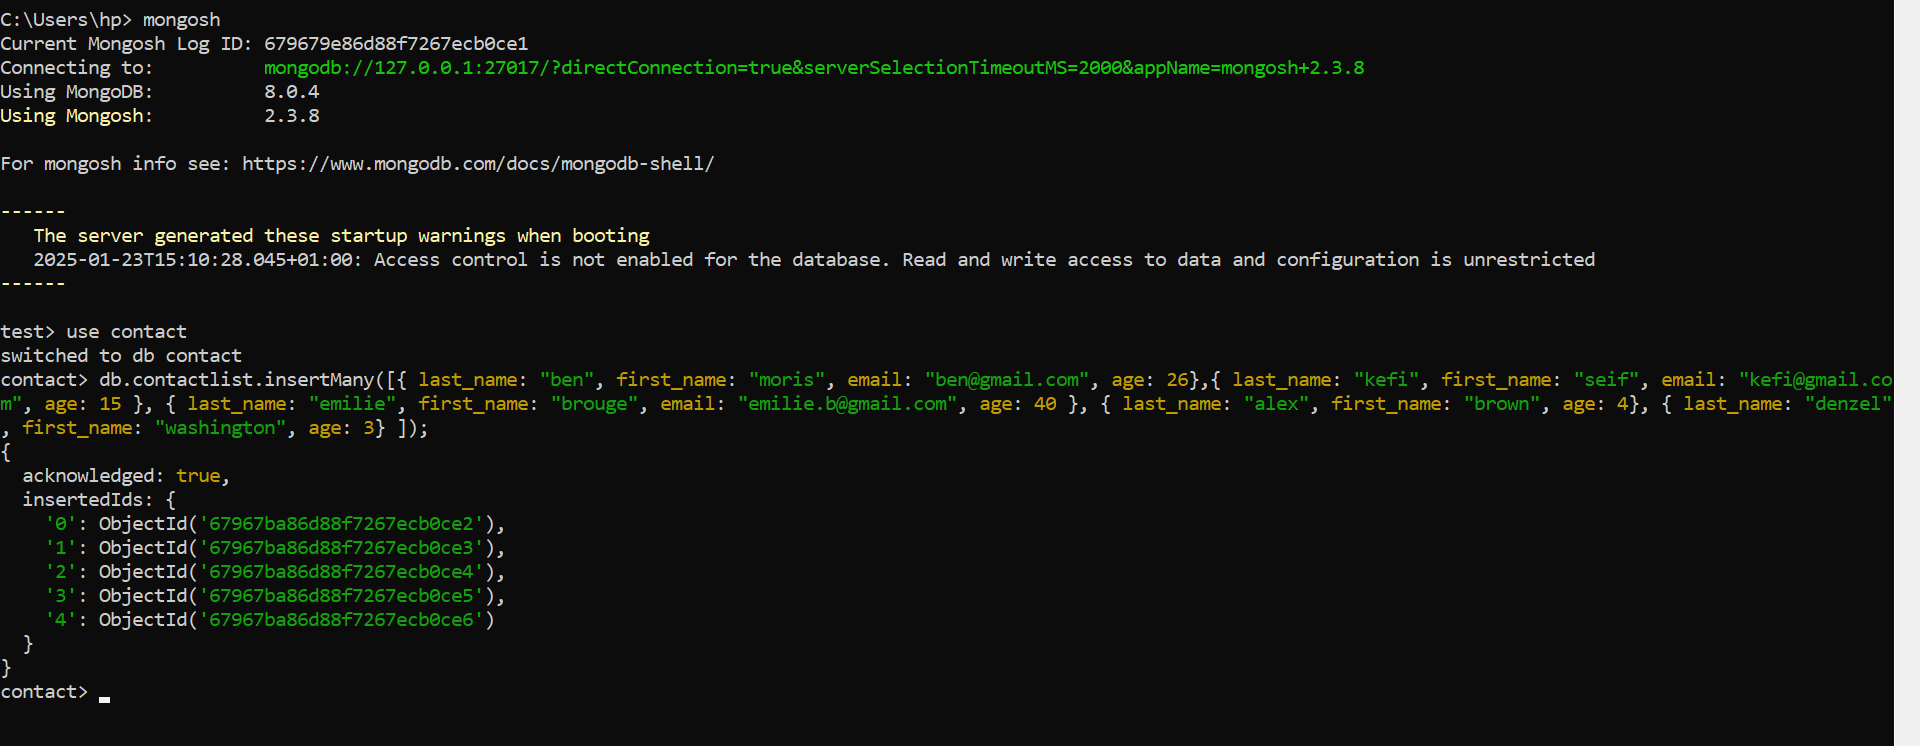 C:\Users\hp> mongosh
Current Mongosh Log ID: 679679e86d88f7267ecb0ce1
Connecting to:          mongodb://127.0.0.1:27017/?directConnection=true&serverSelectionTimeoutMS=2000&appName=mongosh+2.3.8
Using MongoDB:          8.0.4
Using Mongosh:          2.3.8
For mongosh info see: https://www.mongodb.com/docs/mongodb-shell/
------
   The server generated these startup warnings when booting
   2025-01-23T15:10:28.045+01:00: Access control is not enabled for the database. Read and write access to data and configuration is unrestricted
------
test> use contact
switched to db contact
contact> db.contactlist.insertMany([{ last_name: "ben", first_name: "moris", email: "ben@gmail.com", age: 26},{ last_name: "kefi", first_name: "seif", email: "kefi@gmail.co
m", age: 15 }, { last_name: "emilie", first_name: "brouge", email: "emilie.b@gmail.com", age: 40 }, { last_name: "alex", first_name: "brown", age: 4}, { last_name: "denzel"
, first_name: "washington", age: 3} ]);
{
  acknowledged: true,
  insertedIds: {
    '0': ObjectId('67967ba86d88f7267ecb0ce2'),
    '1': ObjectId('67967ba86d88f7267ecb0ce3'),
    '2': ObjectId('67967ba86d88f7267ecb0ce4'),
    '3': ObjectId('67967ba86d88f7267ecb0ce5'),
    '4': ObjectId('67967ba86d88f7267ecb0ce6')
  }
}
contact>